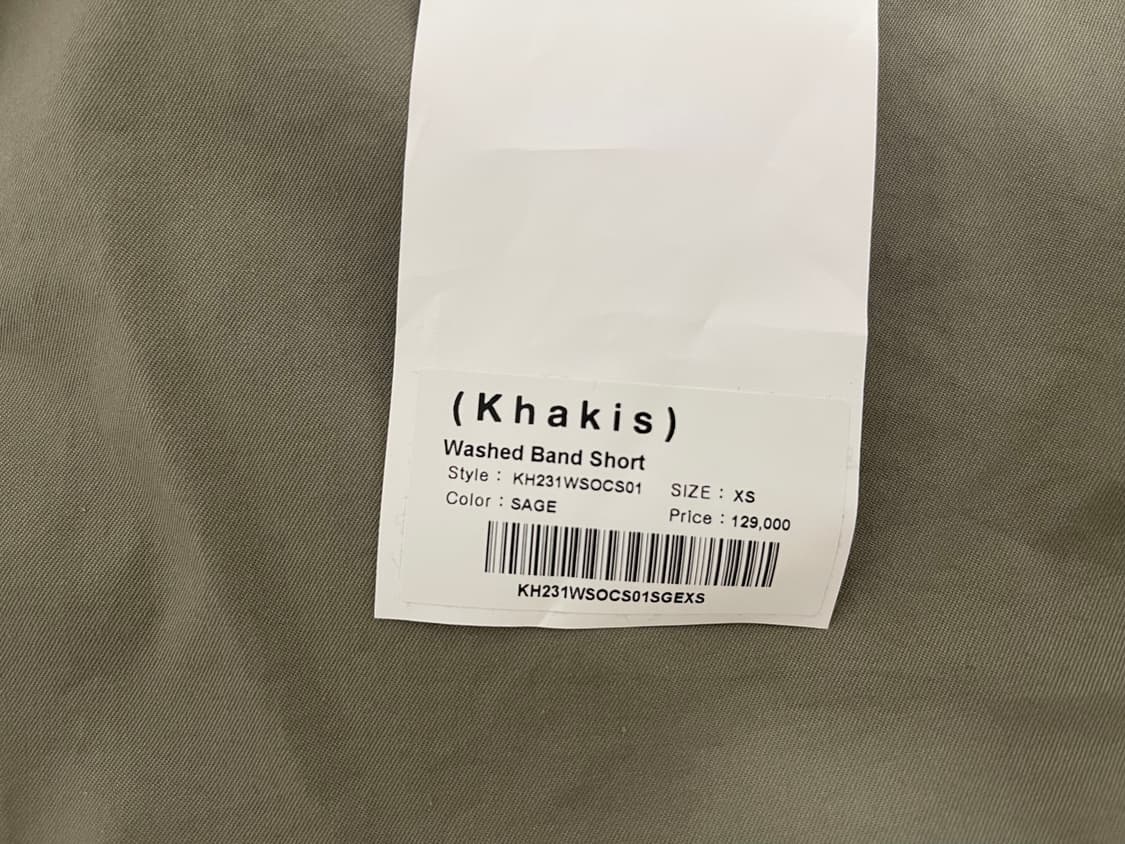 (Khakis)
Washed Band Short
Style : KH231WSOCS01 SIZE : XS
Color : SAGE Price : 129,000
KH231WSOCS01SGEXS